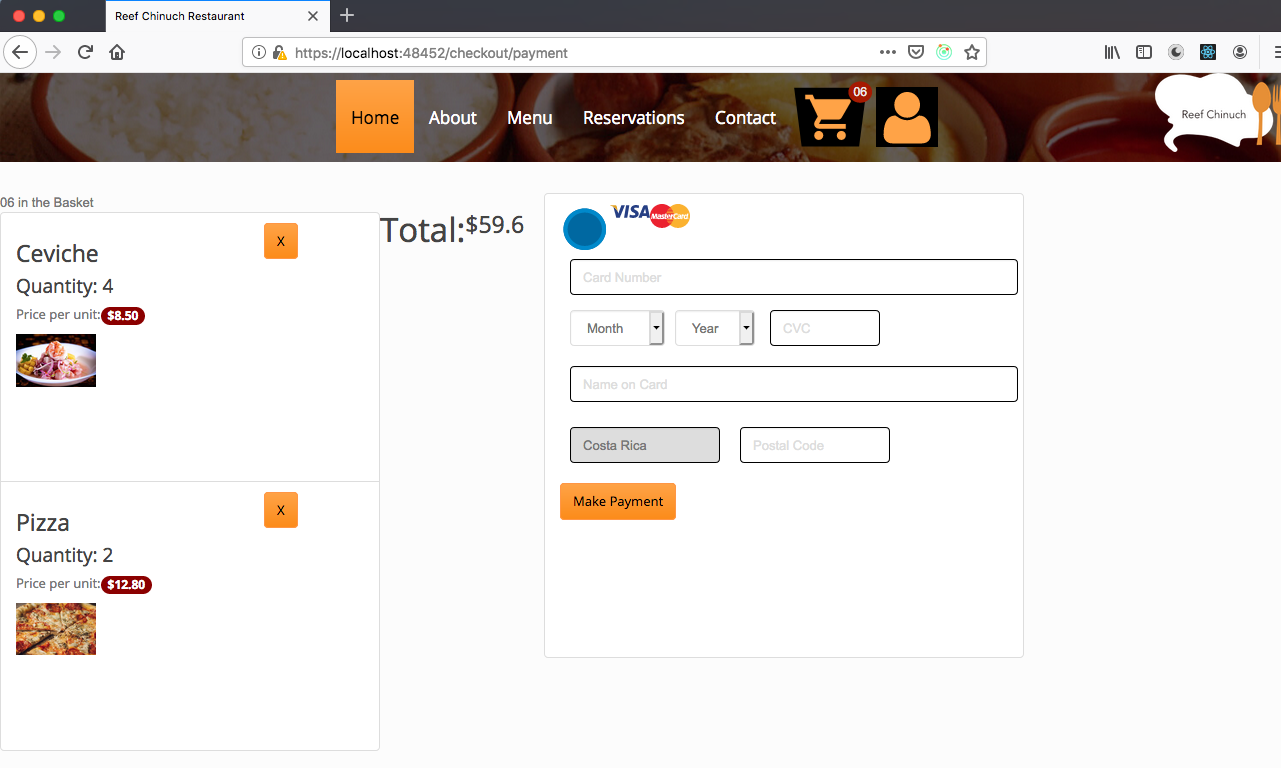 Reef Chinuch Restaurant
https://localhost:48452/checkout/payment
Home About Menu Reservations Contact 06
Reef Chinuch
06 in the Basket
Ceviche X
Quantity: 4
Price per unit: $8.50
Pizza X
Quantity: 2
Price per unit: $12.80
Total: $59.6
VISA MasterCard
Card Number
Month Year CVC
Name on Card
Costa Rica Postal Code
Make Payment